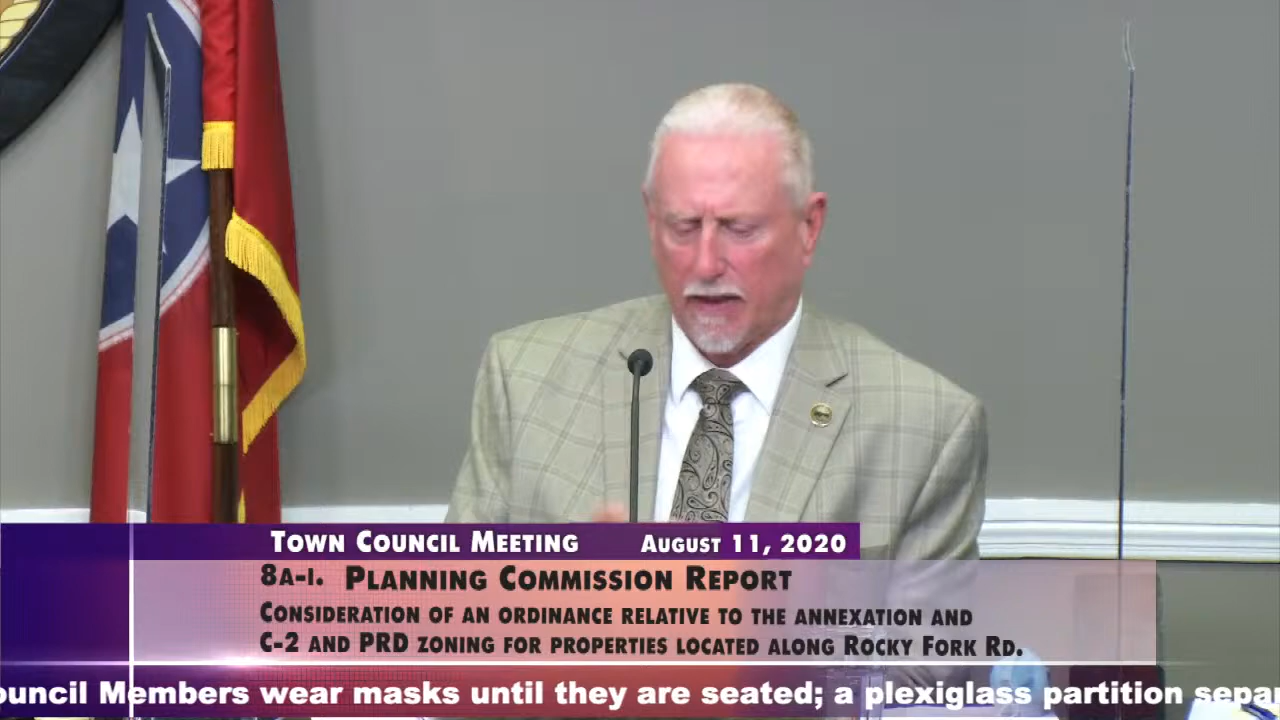 Town Council Meeting August 11, 2020
8a-i. Planning Commission Report
Consideration of an ordinance relative to the annexation and
C-2 and PRD zoning for properties located along Rocky Fork Rd.
Council Members wear masks until they are seated; a plexiglass partition